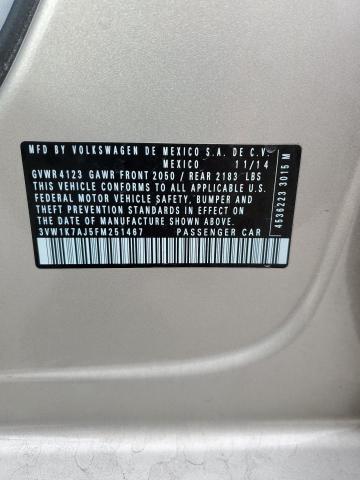 MFD BY VOLKSWAGEN DE MEXICO S.A. DE C.V.
MEXICO 11/14
GVWR 4123 GAWR FRONT 2050 / REAR 2183 LBS
THIS VEHICLE CONFORMS TO ALL APPLICABLE U.S.
FEDERAL MOTOR VEHICLE SAFETY, BUMPER AND
THEFT PREVENTION STANDARDS IN EFFECT ON
THE DATE OF MANUFACTURE SHOWN ABOVE.
3VW1K7AJ5FM251467 PASSENGER CAR
4536223 3015 M